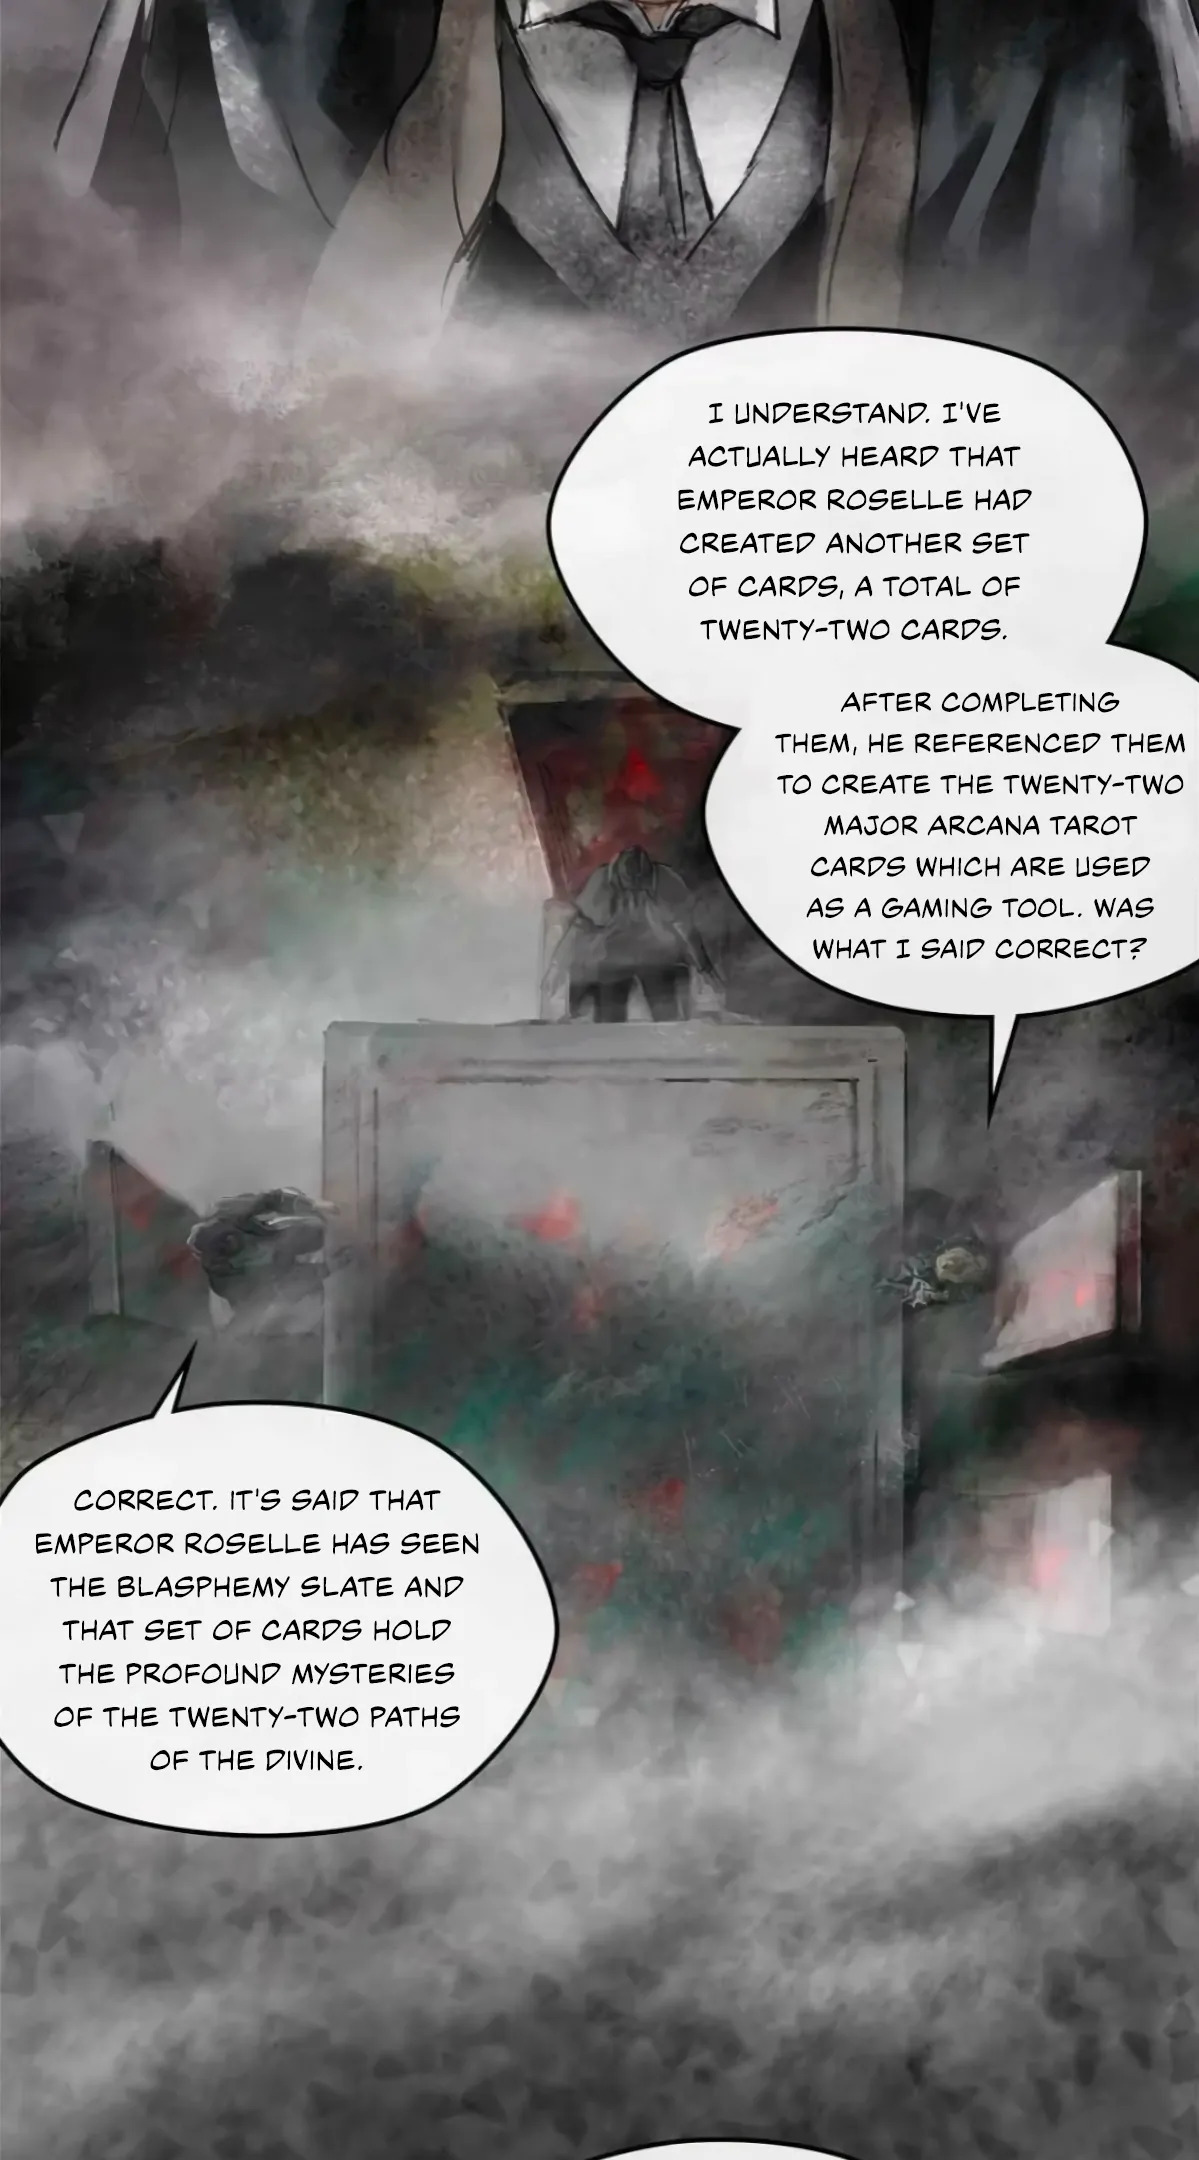 I UNDERSTAND. I'VE
ACTUALLY HEARD THAT
EMPEROR ROSELLE HAD
CREATED ANOTHER SET
OF CARDS, A TOTAL OF
TWENTY-TWO CARDS.
AFTER COMPLETING
THEM, HE REFERENCED THEM
TO CREATE THE TWENTY-TWO
MAJOR ARCANA TAROT
CARDS WHICH ARE USED
AS A GAMING TOOL. WAS
WHAT I SAID CORRECT?
CORRECT. IT'S SAID THAT
EMPEROR ROSELLE HAS SEEN
THE BLASPHEMY SLATE AND
THAT SET OF CARDS HOLD
THE PROFOUND MYSTERIES
OF THE TWENTY-TWO PATHS
OF THE DIVINE.